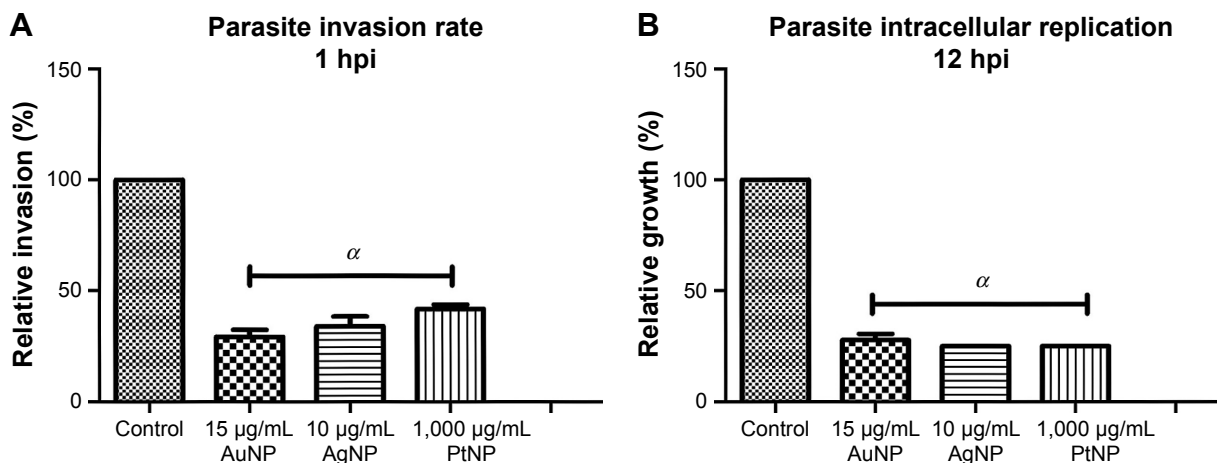 A
Parasite invasion rate
1 hpi
Relative invasion (%)
150
100
50
0
α
Control
15 µg/mL
AuNP
10 µg/mL
AgNP
1,000 µg/mL
PtNP
B
Parasite intracellular replication
12 hpi
Relative growth (%)
150
100
50
0
α
Control
15 µg/mL
AuNP
10 µg/mL
AgNP
1,000 µg/mL
PtNP